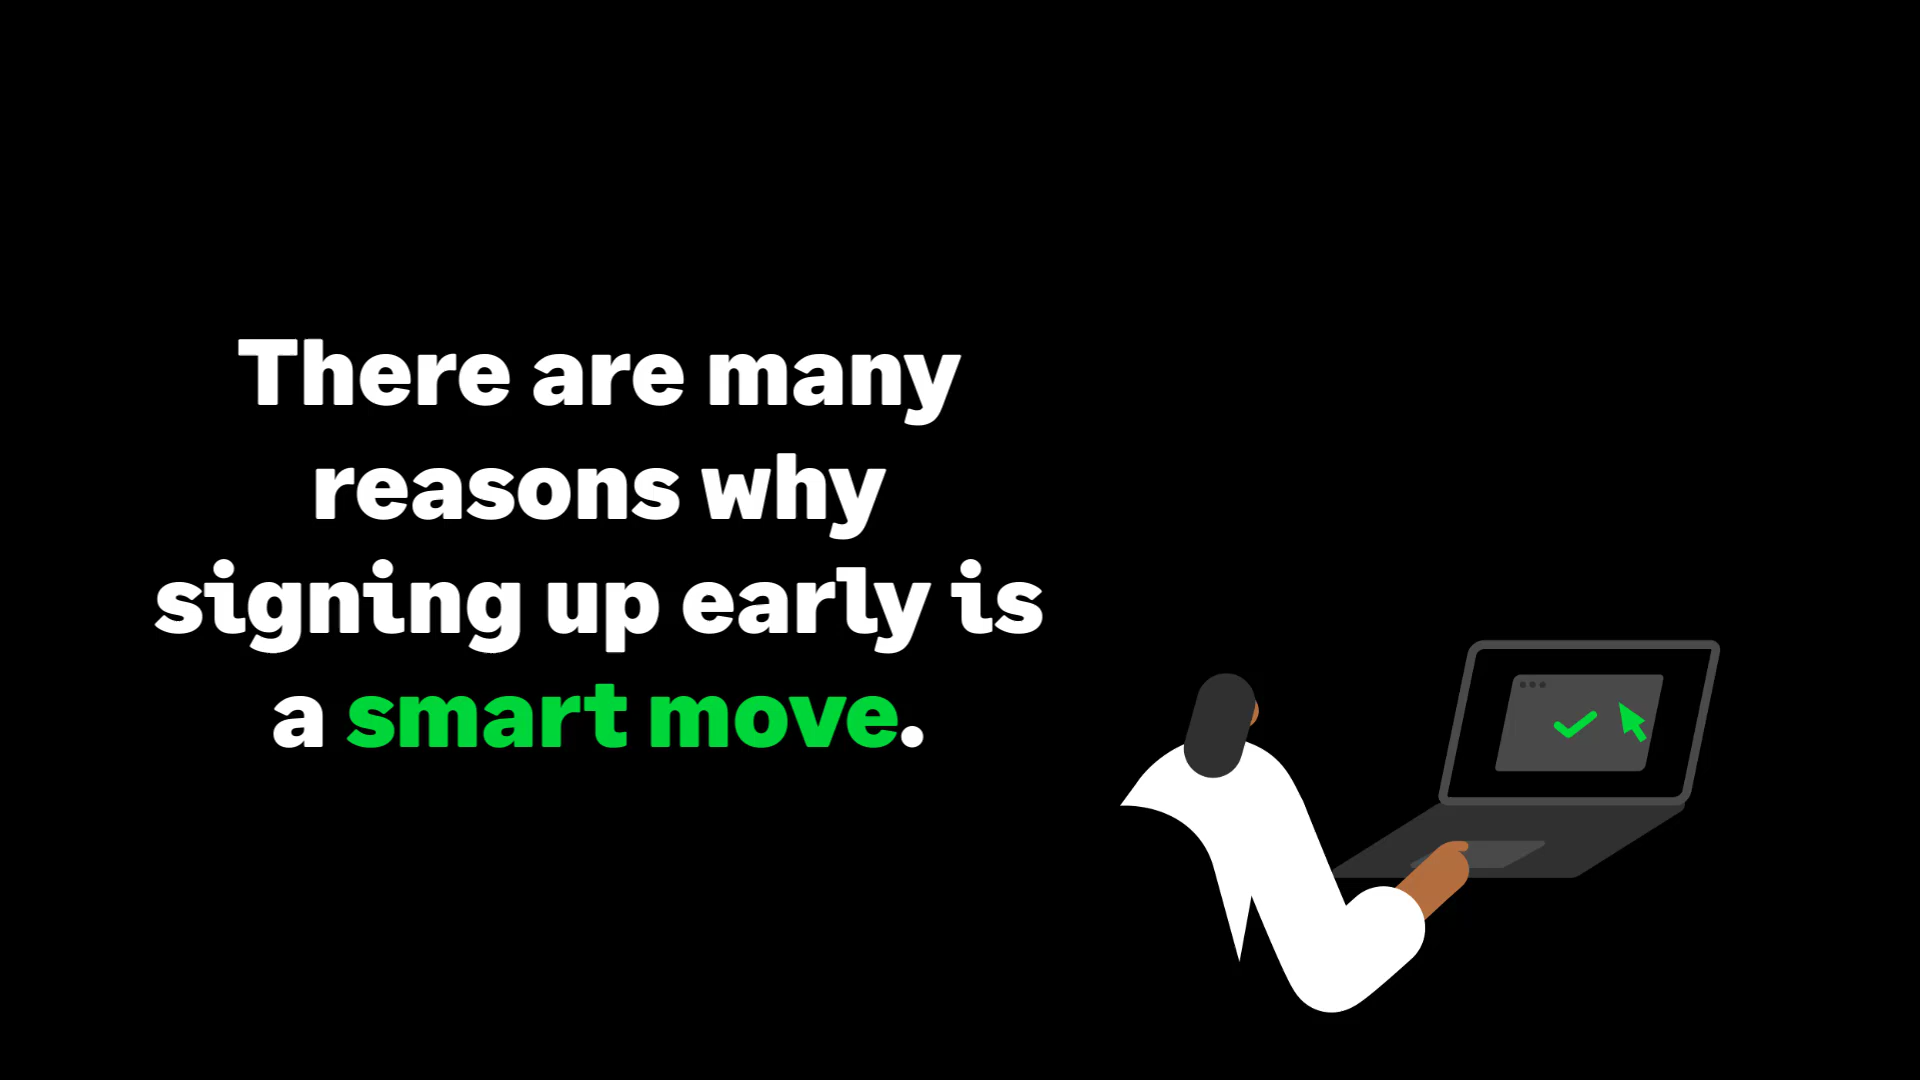 There are many
reasons why
signing up early is
a smart move.